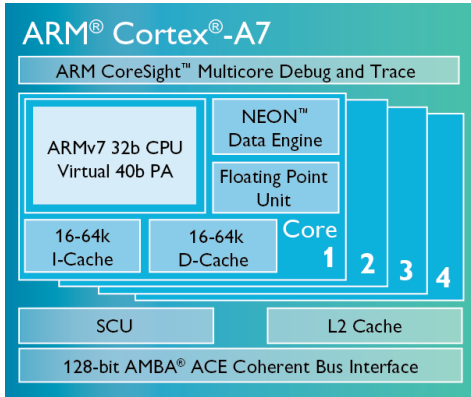 ARM® Cortex®-A7
ARM CoreSight™ Multicore Debug and Trace
ARMv7 32b CPU
Virtual 40b PA
NEON™
Data Engine
Floating Point
Unit
16-64k
I-Cache
16-64k
D-Cache
Core
1
2
3
4
SCU
L2 Cache
128-bit AMBA® ACE Coherent Bus Interface